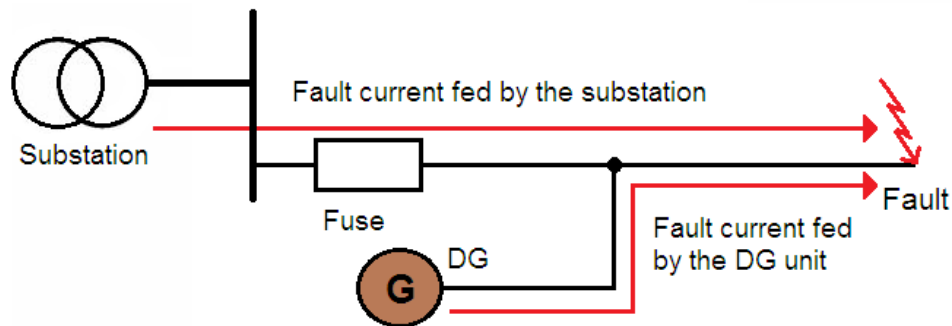 Fault current fed by the substation
Substation
Fuse
Fault
DG
G
Fault current fed
by the DG unit